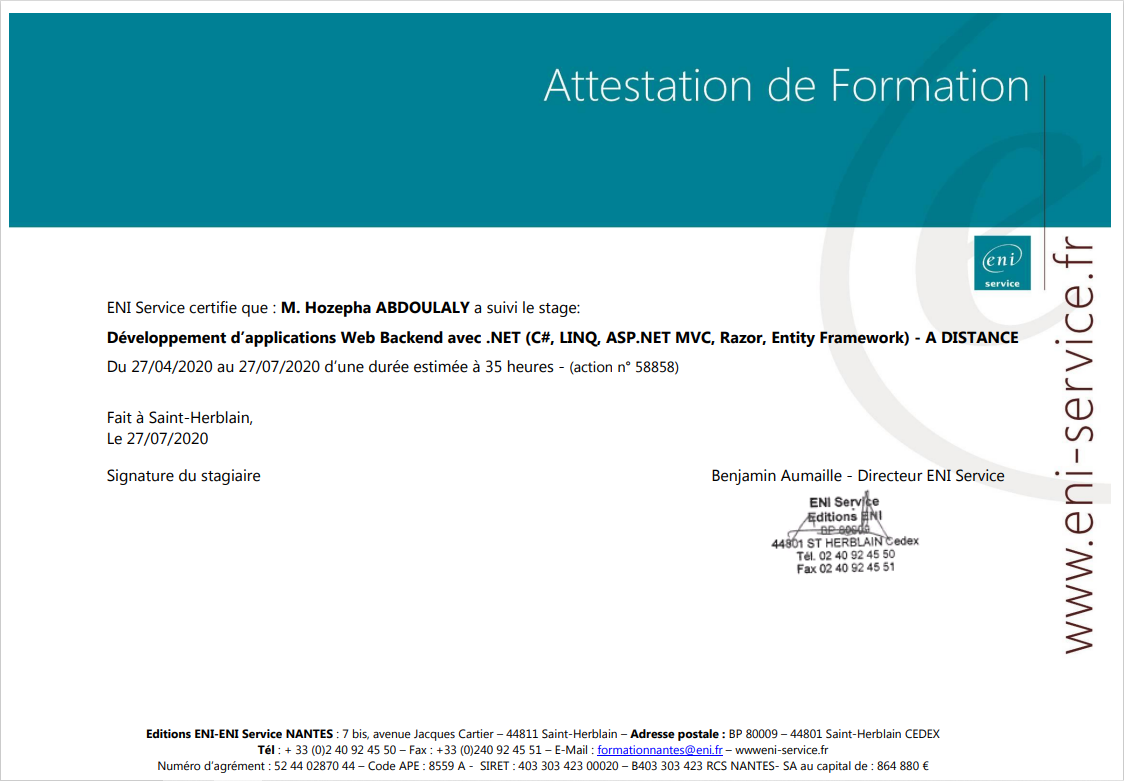 Attestation de Formation
eni
service
www.eni-service.fr
ENI Service certifie que : M. Hozepha ABDOULALY a suivi le stage:
Développement d’applications Web Backend avec .NET (C#, LINQ, ASP.NET MVC, Razor, Entity Framework) - A DISTANCE
Du 27/04/2020 au 27/07/2020 d’une durée estimée à 35 heures - (action n° 58858)
Fait à Saint-Herblain,
Le 27/07/2020
Signature du stagiaire
Benjamin Aumaille - Directeur ENI Service
ENI Service
Editions ENI
BP 80009
44801 ST HERBLAIN Cedex
Tél. 02 40 92 45 50
Fax 02 40 92 45 51
Editions ENI-ENI Service NANTES : 7 bis, avenue Jacques Cartier – 44811 Saint-Herblain – Adresse postale : BP 80009 – 44801 Saint-Herblain CEDEX
Tél : + 33 (0)2 40 92 45 50 – Fax : +33 (0)240 92 45 51 – E-Mail : formationnantes@eni.fr – wwweni-service.fr
Numéro d’agrément : 52 44 02870 44 – Code APE : 8559 A - SIRET : 403 303 423 00020 – B403 303 423 RCS NANTES- SA au capital de : 864 880 €